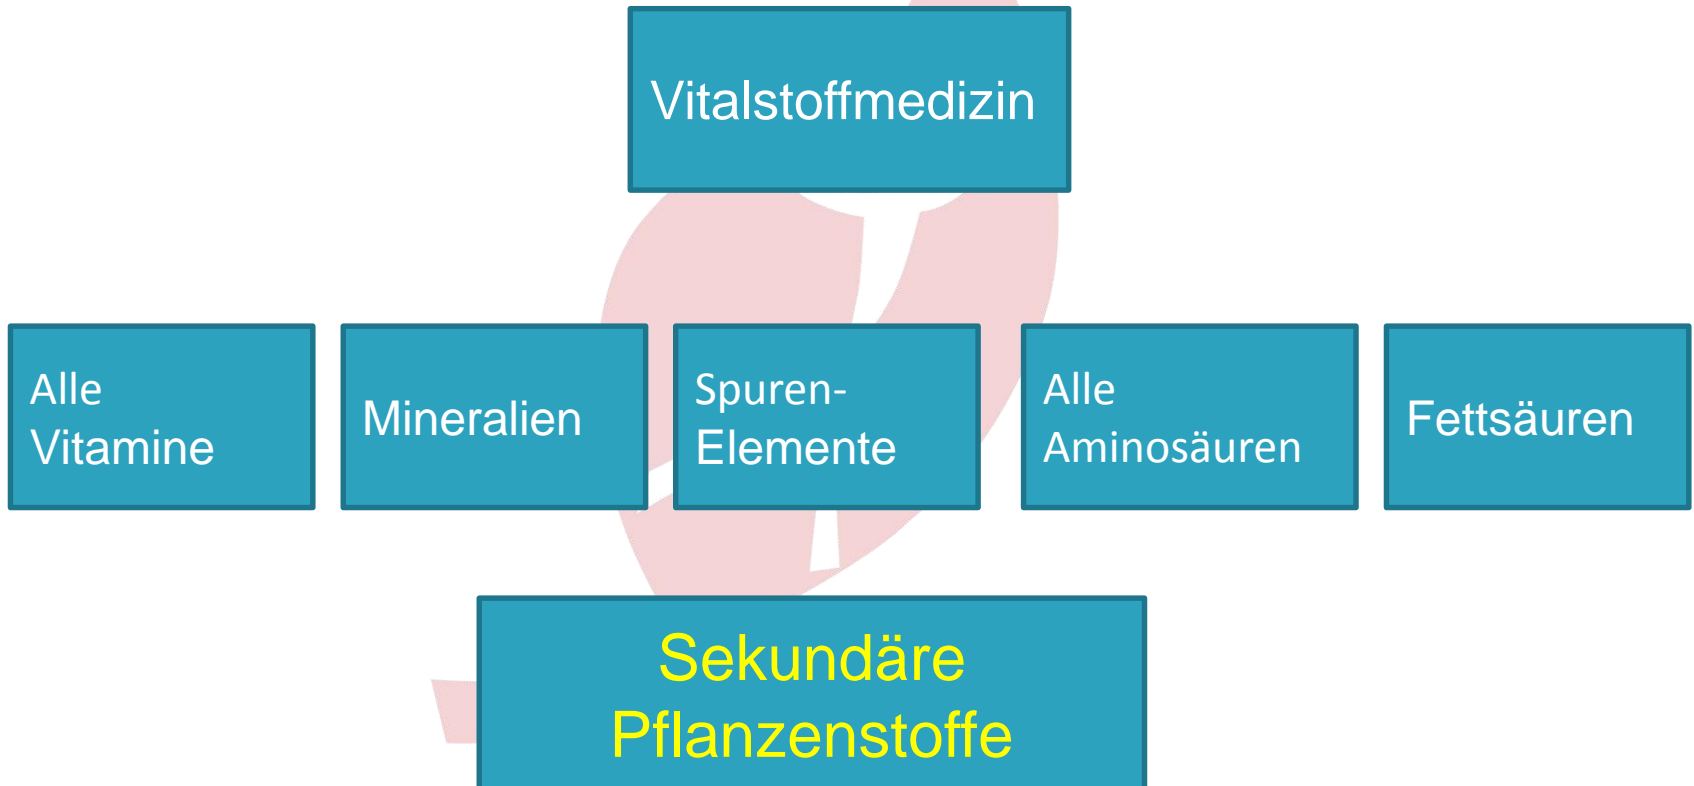 Vitalstoffmedizin
Alle
Vitamine
Mineralien
Spuren-
Elemente
Alle
Aminosäuren
Fettsäuren
Sekundäre
Pflanzenstoffe